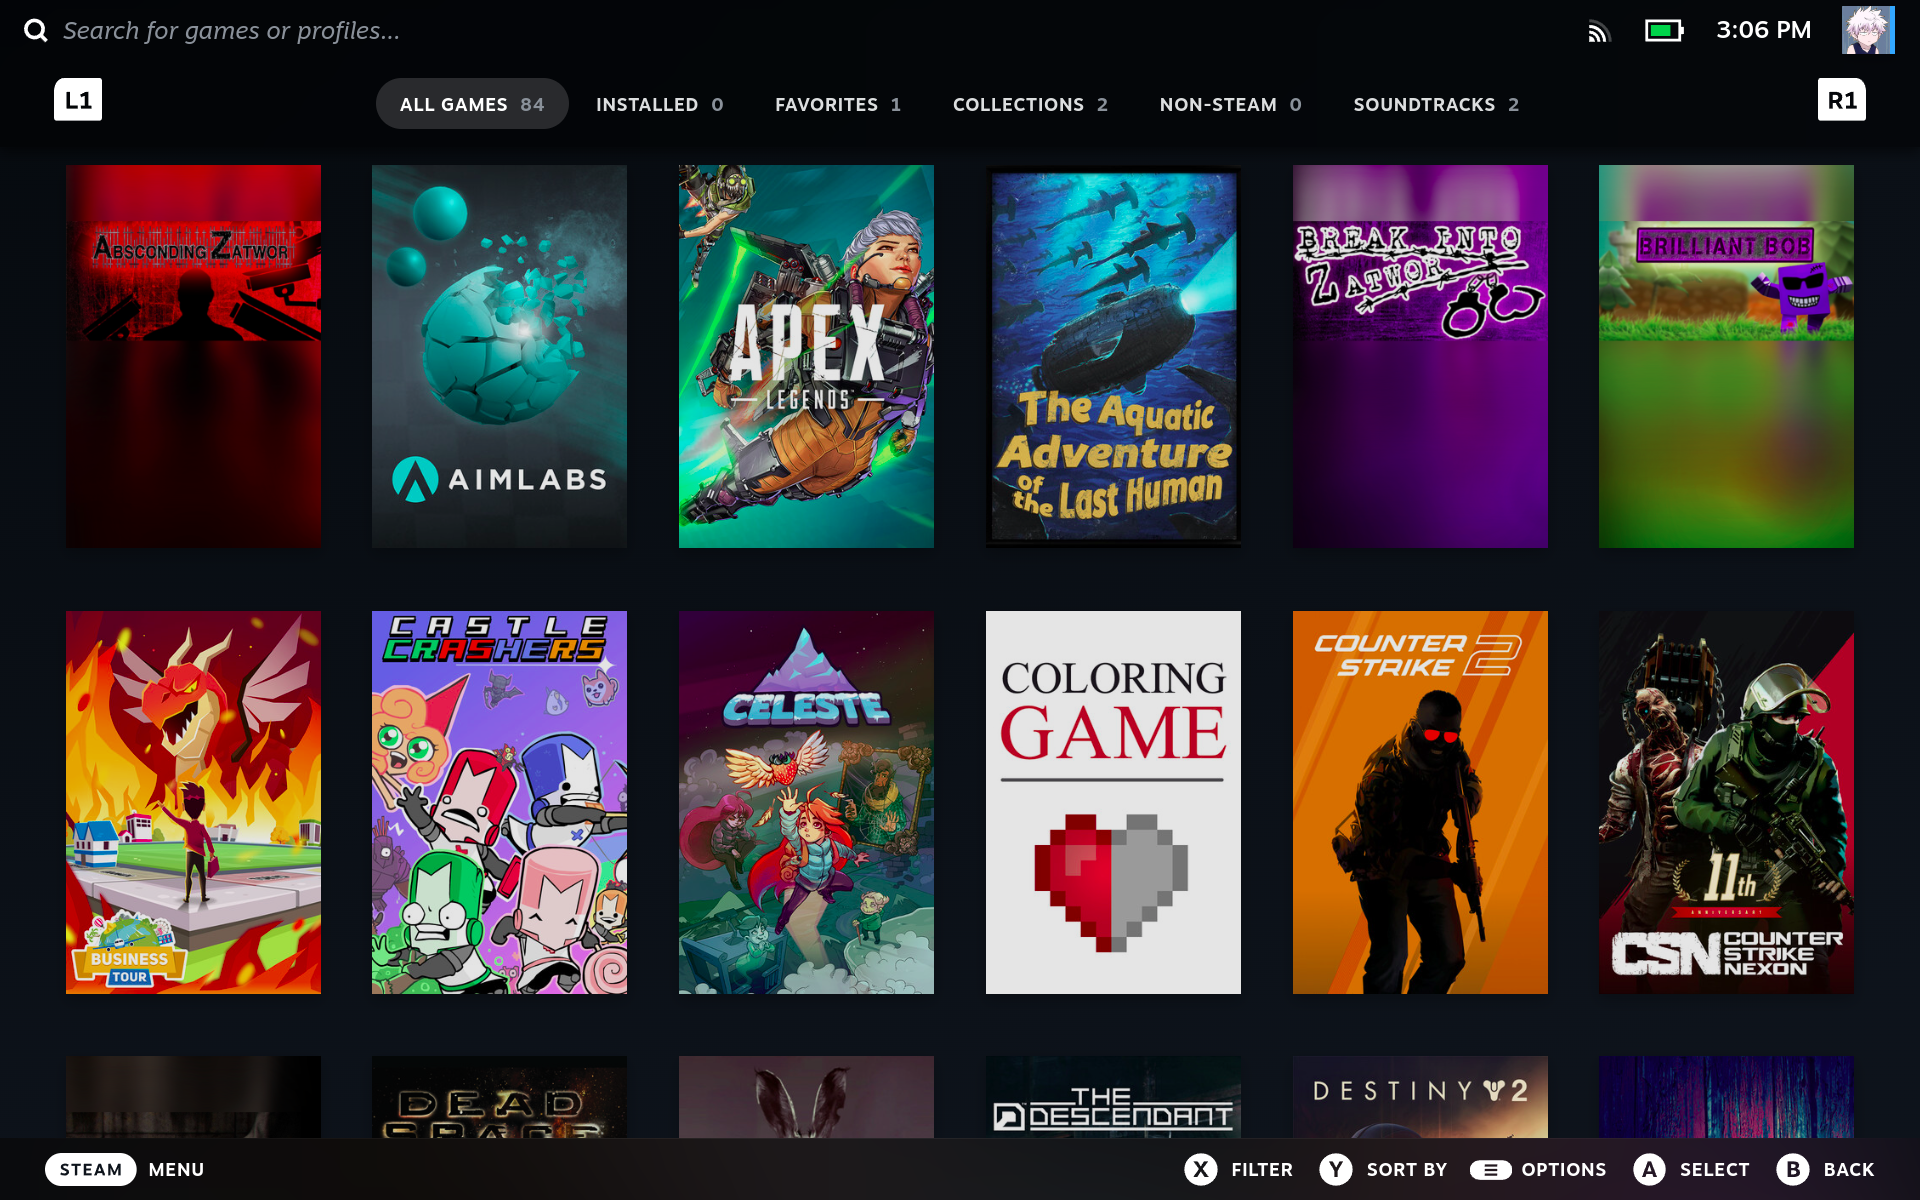 Search for games or profiles...
3:06 PM
L1
ALL GAMES 84
INSTALLED 0
FAVORITES 1
COLLECTIONS 2
NON-STEAM 0
SOUNDTRACKS 2
R1
ABSCONDING ZATWOR
AIMLABS
APEX
LEGENDS
The Aquatic
Adventure
of the Last Human
BREAK INTO
ZATWOR
BRILLIANT BOB
BUSINESS
TOUR
CASTLE
CRASHERS
CELESTE
COLORING
GAME
COUNTER
STRIKE 2
11th
ANNIVERSARY
CSN COUNTER
STRIKE
NEXON
DEAD
SPACE
THE
DESCENDANT
DESTINY 2
STEAM MENU
X FILTER
Y SORT BY
OPTIONS
A SELECT
B BACK